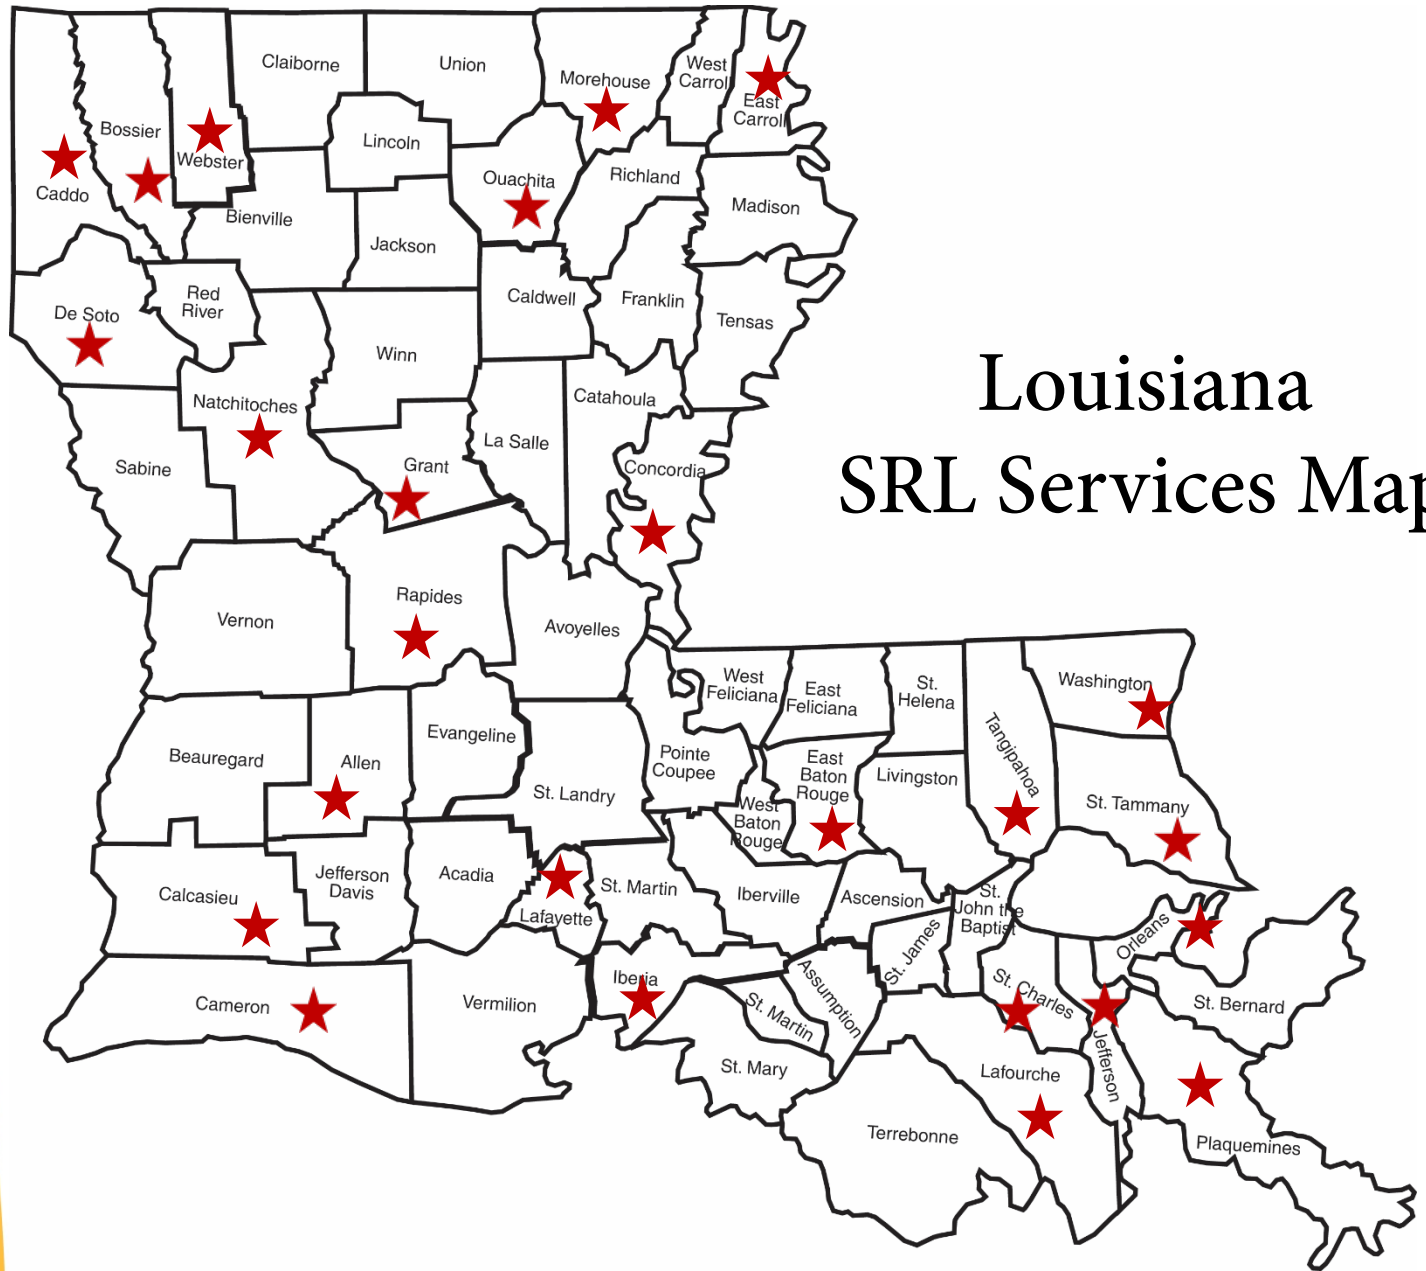 Claiborne
Union
Morehouse
West
Carroll
East
Carroll
Bossier
Webster
Lincoln
Caddo
Ouachita
Richland
Madison
Bienville
Jackson
Red
River
De Soto
Caldwell
Franklin
Tensas
Winn
Natchitoches
Catahoula
Sabine
Grant
La Salle
Concordia
Louisiana
SRL Services Map
Vernon
Rapides
Avoyelles
West
Feliciana
East
Feliciana
St.
Helena
Tangipahoa
Washington
Beauregard
Allen
Evangeline
St. Landry
Pointe
Coupee
West
Baton
Rouge
East
Baton
Rouge
Livingston
St. Tammany
Calcasieu
Jefferson
Davis
Acadia
Lafayette
St. Martin
Iberville
Ascension
St.
John the
Baptist
St. James
Orleans
Cameron
Vermilion
Iberia
St. Martin
Assumption
St. Charles
St. Bernard
St. Mary
Lafourche
Jefferson
Terrebonne
Plaquemines